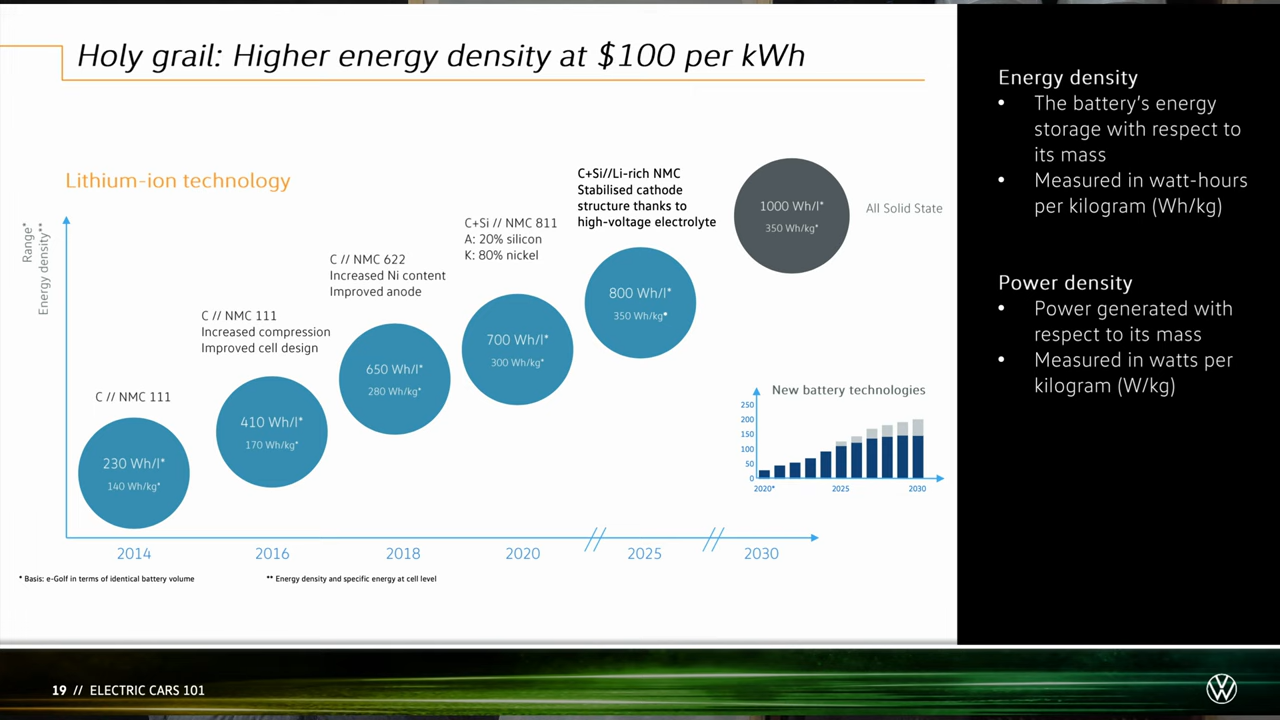 Holy grail: Higher energy density at $100 per kWh
Lithium-ion technology
Range*
Energy density**
C // NMC 111
230 Wh/l*
140 Wh/kg*
C // NMC 111
Increased compression
Improved cell design
410 Wh/l*
170 Wh/kg*
C // NMC 622
Increased Ni content
Improved anode
650 Wh/l*
280 Wh/kg*
C+Si // NMC 811
A: 20% silicon
K: 80% nickel
700 Wh/l*
300 Wh/kg*
C+Si//Li-rich NMC
Stabilised cathode
structure thanks to
high-voltage electrolyte
800 Wh/l*
350 Wh/kg*
1000 Wh/l*
350 Wh/kg*
All Solid State
New battery technologies
250
200
150
100
50
0
2020* 2025 2030
2014 2016 2018 2020 2025 2030
* Basis: e-Golf in terms of identical battery volume
** Energy density and specific energy at cell level
Energy density
• The battery's energy
storage with respect to
its mass
• Measured in watt-hours
per kilogram (Wh/kg)
Power density
• Power generated with
respect to its mass
• Measured in watts per
kilogram (W/kg)
19 // ELECTRIC CARS 101